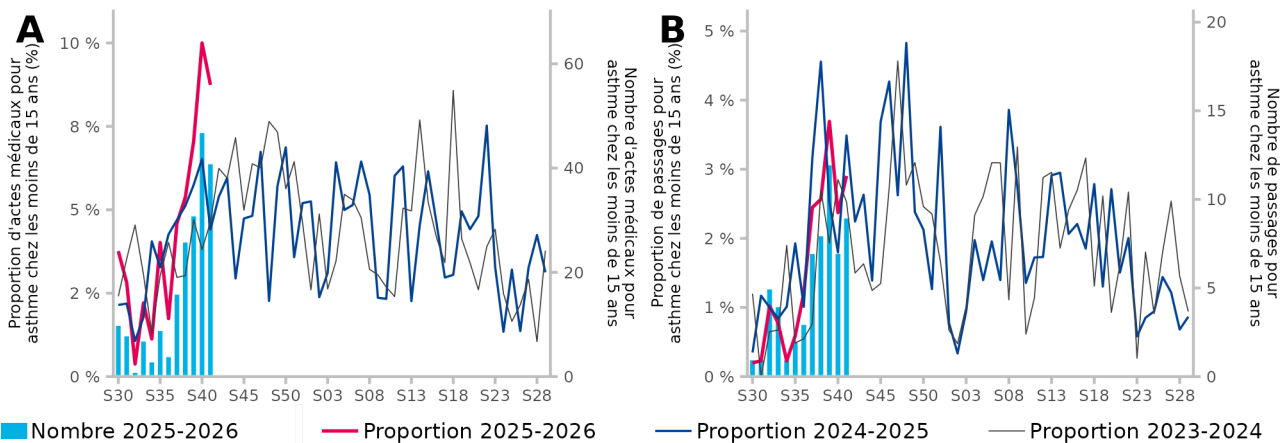 A
Proportion d'actes médicaux pour
asthme chez les moins de 15 ans (%)
10 %
8 %
5 %
2 %
0 %
60
40
20
0
Nombre d'actes médicaux pour
asthme chez les moins de 15 ans
S30 S35 S40 S45 S50 S03 S08 S13 S18 S23 S28
B
Proportion de passages pour
asthme chez les moins de 15 ans (%)
5 %
4 %
3 %
2 %
1 %
0 %
20
15
10
5
0
Nombre de passages pour
asthme chez les moins de 15 ans
S30 S35 S40 S45 S50 S03 S08 S13 S18 S23 S28
Nombre 2025-2026 Proportion 2025-2026 Proportion 2024-2025 Proportion 2023-2024